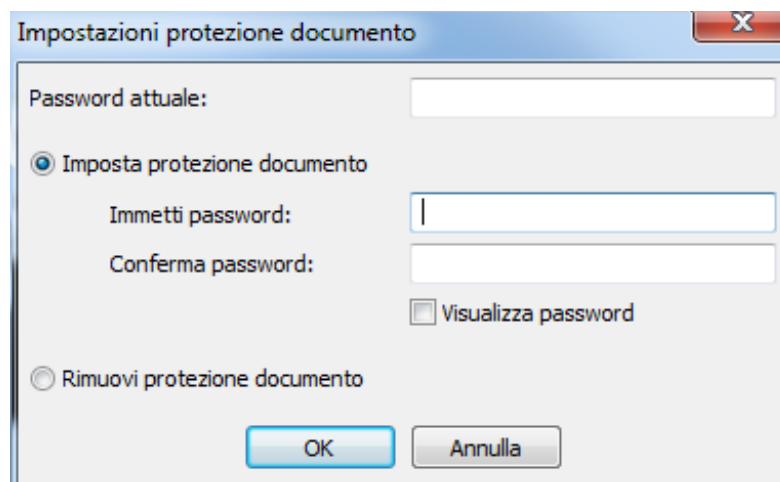 Impostazioni protezione documento
Password attuale:
Imposta protezione documento
Immetti password:
Conferma password:
Visualizza password
Rimuovi protezione documento
OK Annulla